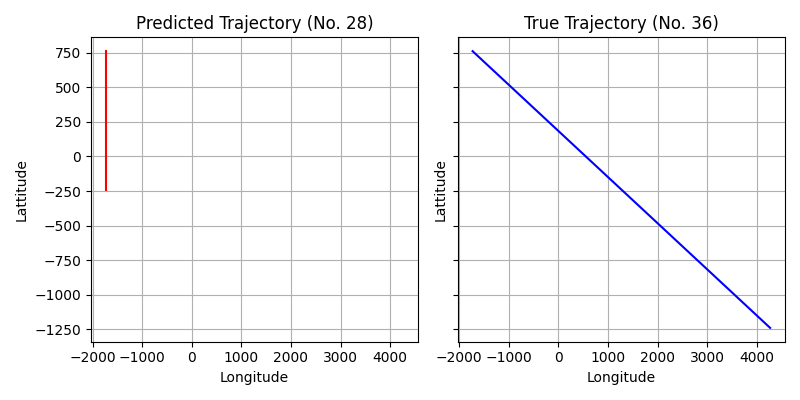 Predicted Trajectory (No. 28)
True Trajectory (No. 36)
750
500
250
0
−250
−500
−750
−1000
−1250
Lattitude
Lattitude
−2000 −1000 0 1000 2000 3000 4000
−2000 −1000 0 1000 2000 3000 4000
Longitude
Longitude